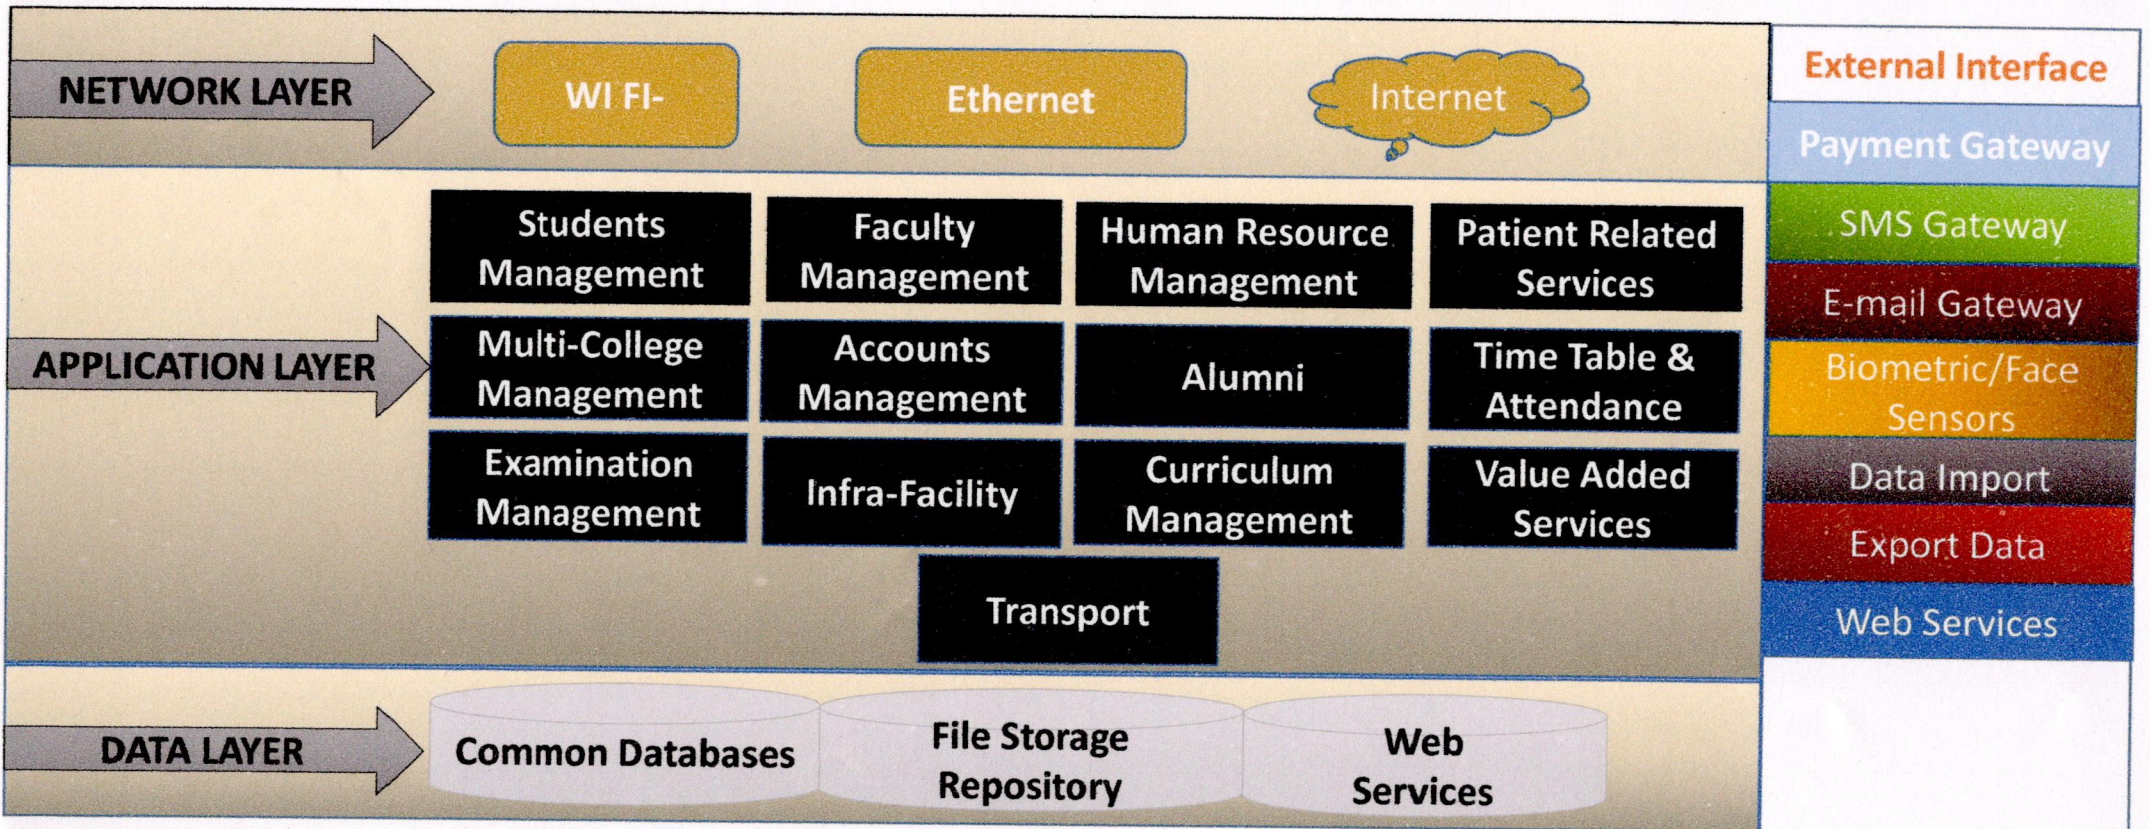 NETWORK LAYER
WI FI-
Ethernet
Internet
APPLICATION LAYER
Students
Management
Faculty
Management
Human Resource
Management
Patient Related
Services
Multi-College
Management
Accounts
Management
Alumni
Time Table &
Attendance
Examination
Management
Infra-Facility
Curriculum
Management
Value Added
Services
Transport
DATA LAYER
Common Databases
File Storage
Repository
Web
Services
External Interface
Payment Gateway
SMS Gateway
E-mail Gateway
Biometric/Face
Sensors
Data Import
Export Data
Web Services